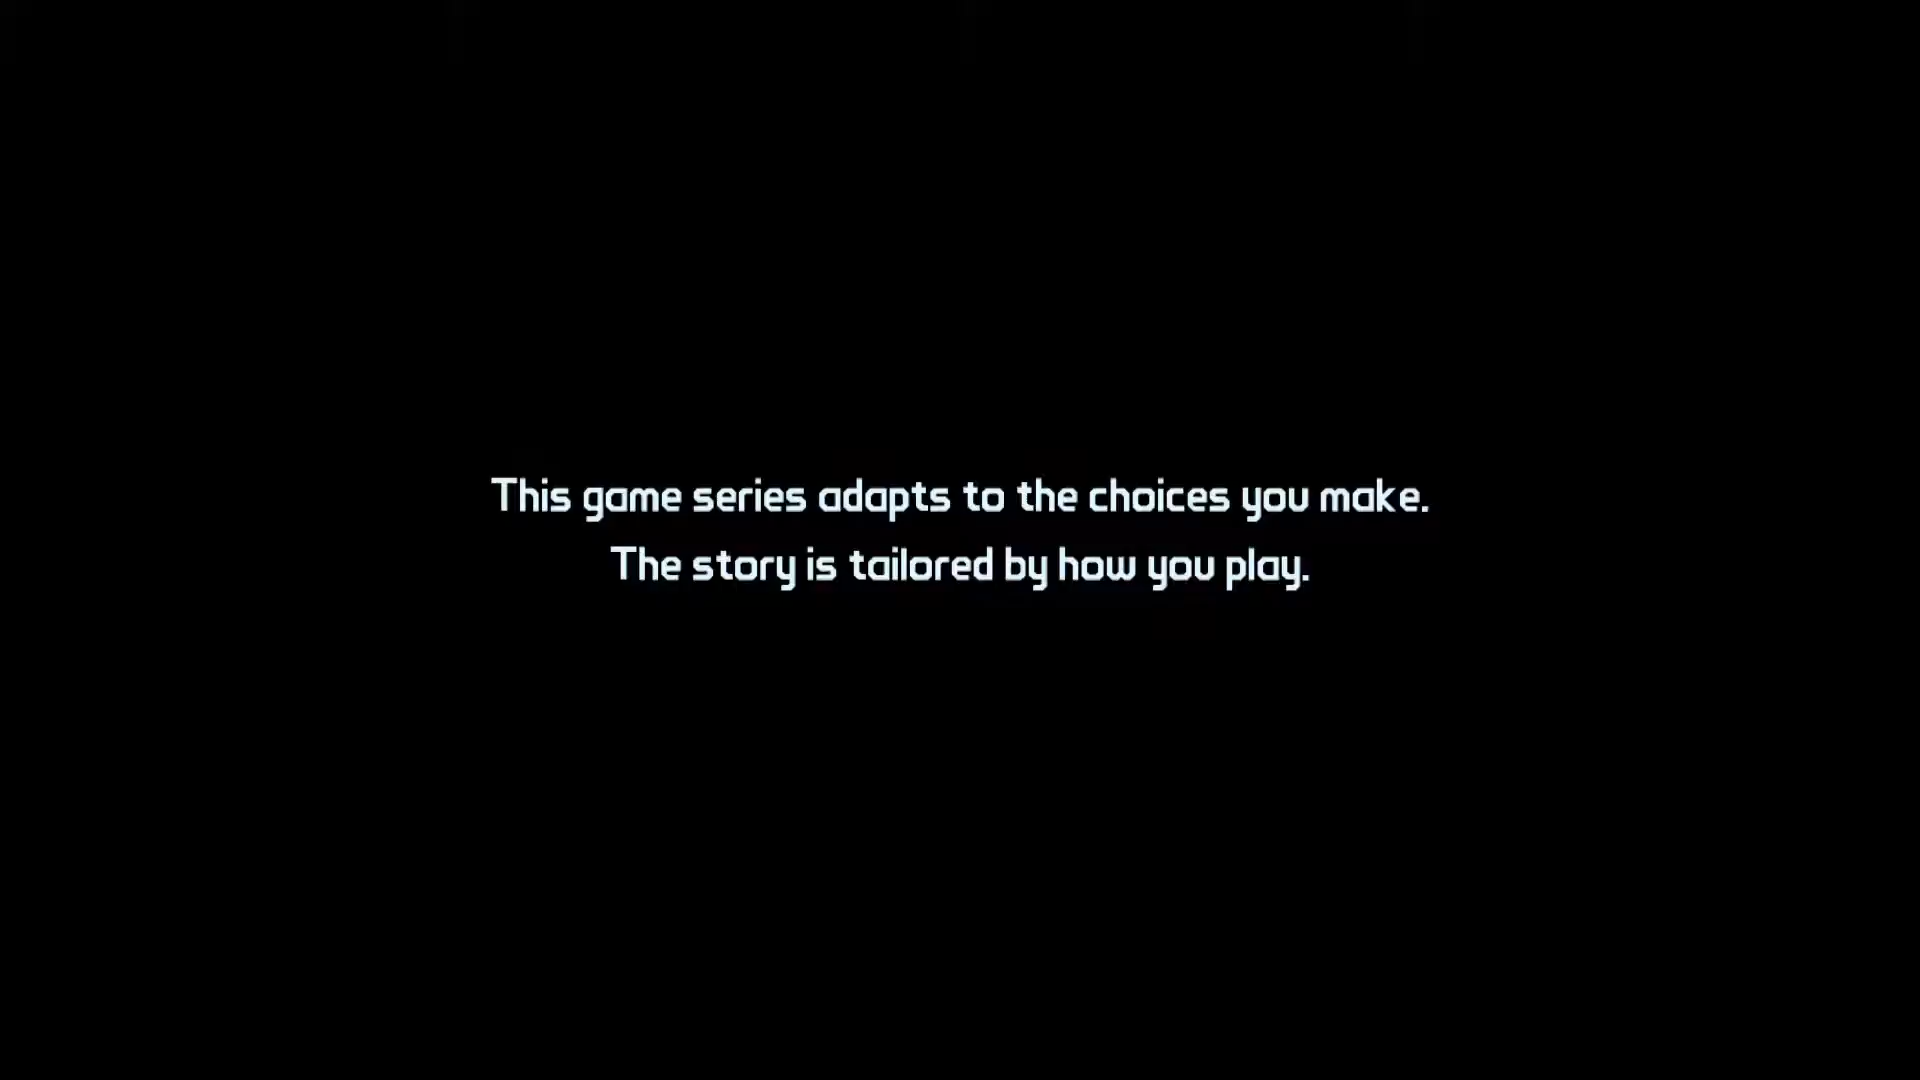 This game series adapts to the choices you make.
The story is tailored by how you play.